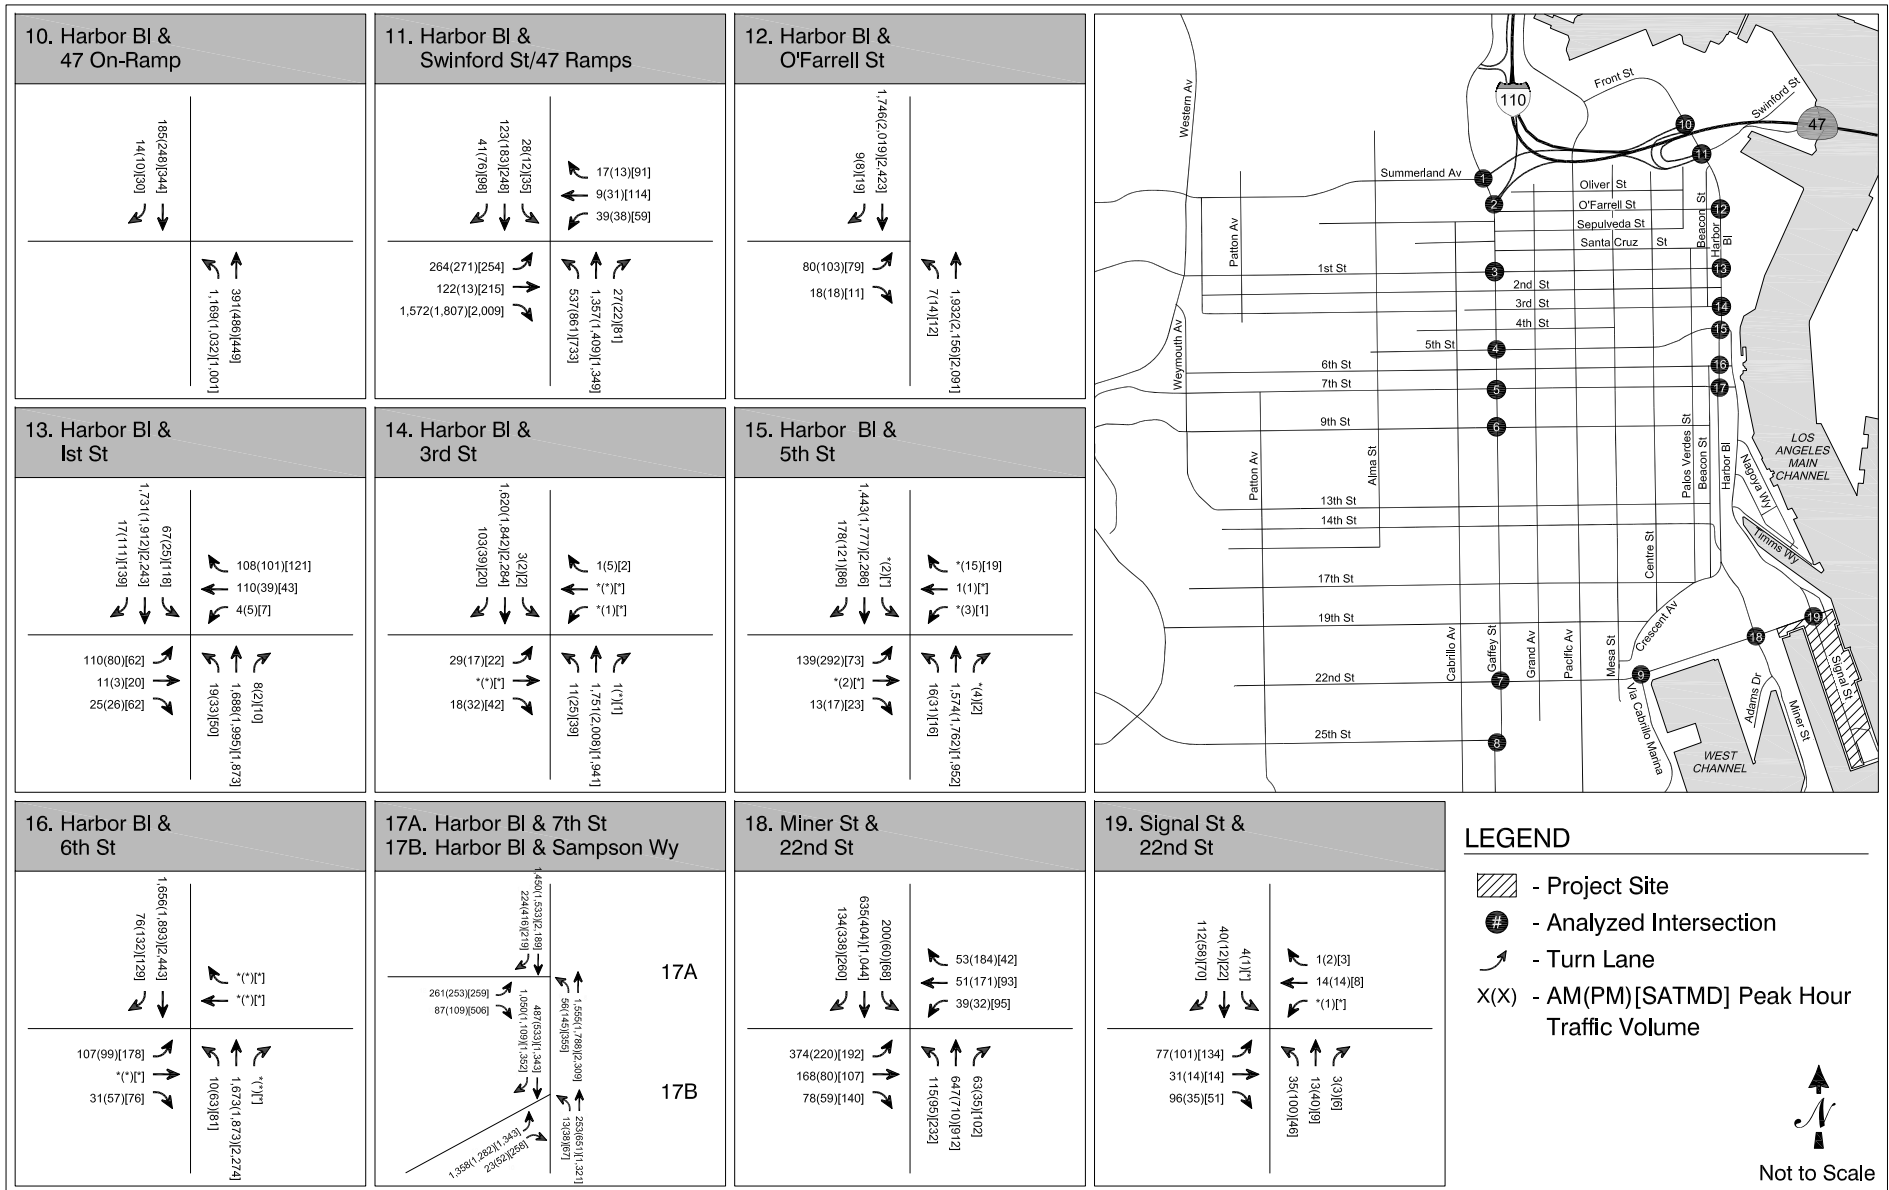 10. Harbor Bl &
47 On-Ramp
14(10)[30]
185(248)[344]
1,169(1,032)[1,001]
391(486)[449]
11. Harbor Bl &
Swinford St/47 Ramps
41(76)[98]
123(183)[248]
28(12)[35]
17(13)[91]
9(31)[114]
39(38)[59]
264(271)[254]
122(13)[215]
1,572(1,807)[2,009]
537(861)[733]
1,357(1,409)[1,349]
27(22)[81]
12. Harbor Bl &
O'Farrell St
9(8)[19]
1,746(2,019)[2,423]
80(103)[79]
18(18)[11]
7(14)[12]
1,932(2,156)[2,091]
13. Harbor Bl &
Ist St
17(111)[139]
1,731(1,912)[2,243]
67(25)[118]
108(101)[121]
110(39)[43]
4(5)[7]
110(80)[62]
11(3)[20]
25(26)[62]
19(33)[50]
1,688(1,995)[1,873]
8(2)[10]
14. Harbor Bl &
3rd St
103(39)[20]
1,620(1,842)[2,284]
3(2)[2]
1(5)[2]
*(*)[*]
*(1)[*]
29(17)[22]
*(*)[*]
18(32)[42]
11(25)[39]
1,751(2,008)[1,941]
1(*)[1]
15. Harbor Bl &
5th St
178(121)[86]
1,443(1,777)[2,286]
*(2)[*]
*(15)[19]
1(1)[*]
*(3)[1]
139(292)[73]
*(2)[*]
13(17)[23]
16(31)[16]
1,574(1,762)[1,952]
*(4)[2]
16. Harbor Bl &
6th St
76(132)[129]
1,656(1,893)[2,443]
*(*)[*]
*(*)[*]
107(99)[178]
*(*)[*]
31(57)[76]
10(63)[81]
1,673(1,873)[2,274]
*(*)[*]
17A. Harbor Bl & 7th St
17B. Harbor Bl & Sampson Wy
224(416)[219]
1,450(1,533)[2,189]
17A
261(253)[259]
87(109)[506]
1,050(1,109)[1,352]
487(533)[1,343]
56(145)[355]
1,555(1,788)[2,309]
17B
1,358(1,282)[1,343]
23(52)[258]
13(38)[67]
253(651)[1,321]
18. Miner St &
22nd St
134(338)[260]
635(404)[1,044]
200(60)[68]
53(184)[42]
51(171)[93]
39(32)[95]
374(220)[192]
168(80)[107]
78(59)[140]
115(95)[232]
647(710)[912]
63(35)[102]
19. Signal St &
22nd St
112(58)[70]
40(12)[22]
4(1)[*]
1(2)[3]
14(14)[8]
*(1)[*]
77(101)[134]
31(14)[14]
96(35)[51]
35(100)[46]
13(40)[9]
3(3)[6]
110
47
Western Av
Front St
Swinford St
10
11
1
2
12
Summerland Av
Oliver St
O'Farrell St
Sepulveda St
Santa Cruz St
Beacon St
Harbor Bl
Patton Av
1st St
3
13
2nd St
3rd St
14
4th St
15
5th St
4
Weymouth Av
6th St
16
7th St
5
17
9th St
6
Patton Av
Alma St
Palos Verdes St
Beacon St
Harbor Bl
Nagoya Wy
LOS
ANGELES
MAIN
CHANNEL
13th St
14th St
Timms Wy
Centre St
17th St
19th St
Crescent Av
18
19
Cabrillo Av
Gaffey St
Grand Av
Pacific Av
Mesa St
22nd St
7
9
Via Cabrillo Marina
Adams Dr
Miner St
Signal St
25th St
8
WEST
CHANNEL
LEGEND
- Project Site
# - Analyzed Intersection
- Turn Lane
X(X) - AM(PM)[SATMD] Peak Hour
Traffic Volume
N
Not to Scale